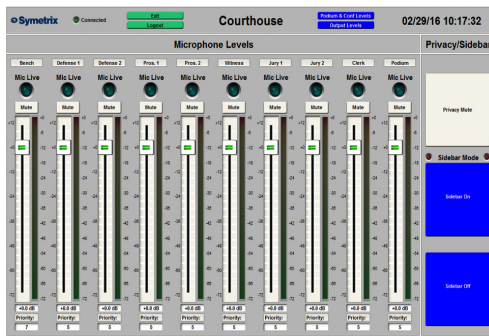 Symetrix
Connected
Exit
Logout
Courthouse
Podium & Conf Levels
Output Levels
02/29/16 10:17:32
Microphone Levels
Privacy/Sidebar
Bench Defense 1 Defense 2 Pros. 1 Pros. 2 Witness Jury 1 Jury 2 Clerk Podium
Mic Live Mic Live Mic Live Mic Live Mic Live Mic Live Mic Live Mic Live Mic Live Mic Live
Mute Mute Mute Mute Mute Mute Mute Mute Mute Mute
Privacy Mute
Sidebar Mode
Sidebar On
Sidebar Off
+0.0 dB +0.0 dB +0.0 dB +0.0 dB +0.0 dB +0.0 dB +0.0 dB +0.0 dB +0.0 dB +0.0 dB
Priority: Priority: Priority: Priority: Priority: Priority: Priority: Priority: Priority: Priority:
7 5 5 5 5 5 5 5 5 5